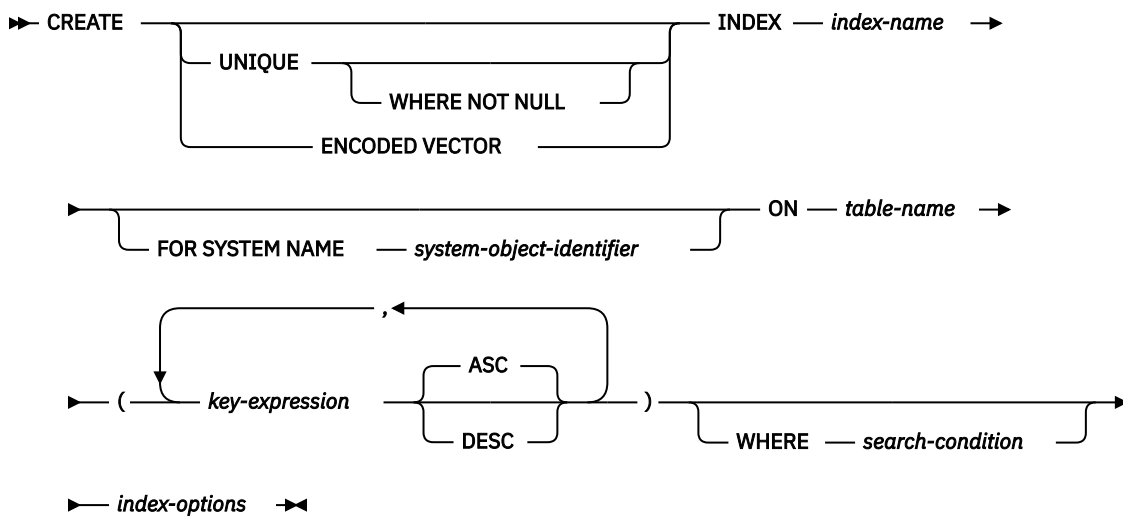 CREATE INDEX index-name
UNIQUE
WHERE NOT NULL
ENCODED VECTOR
ON table-name
FOR SYSTEM NAME system-object-identifier
,
ASC
( key-expression )
DESC
WHERE search-condition
index-options